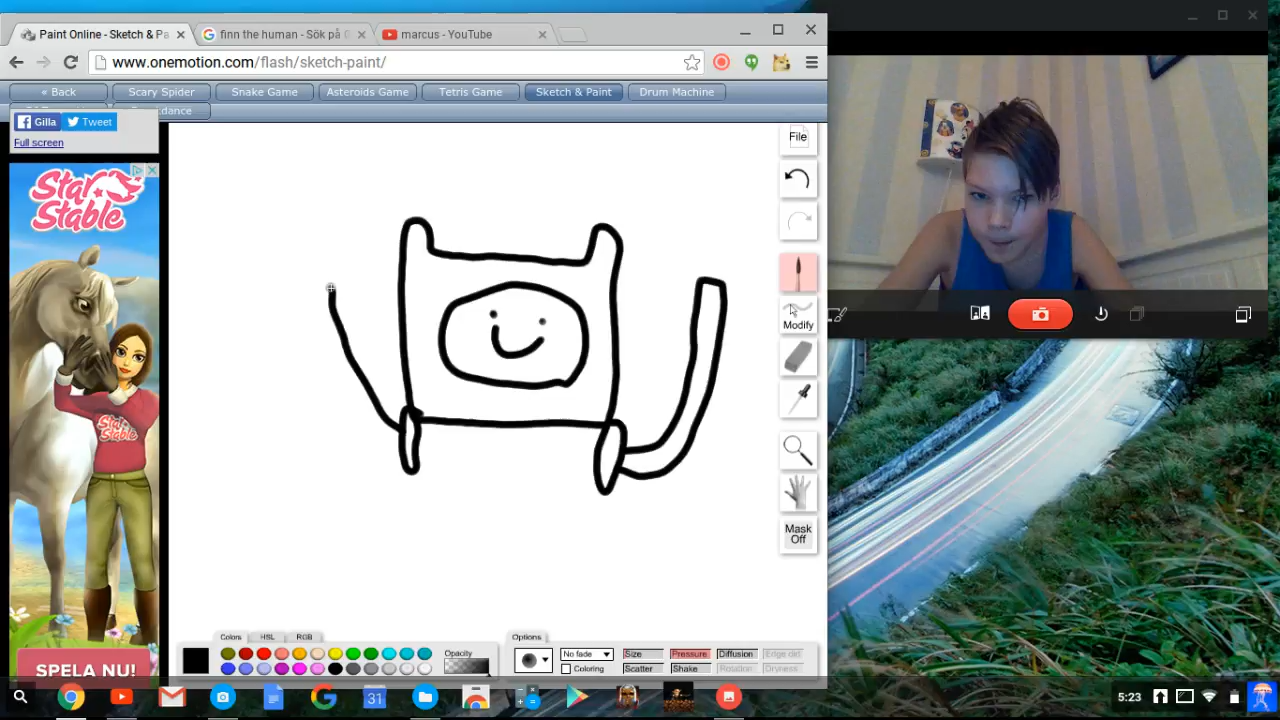 Paint Online - Sketch & Pa
finn the human - Sök på
marcus - YouTube
www.onemotion.com/flash/sketch-paint/
« Back
Scary Spider
Snake Game
Asteroids Game
Tetris Game
Sketch & Paint
Drum Machine
Gilla
Tweet
Full screen
Star
Stable
Star
Stable
SPELA NU!
File
Modify
Mask
Off
Colors
HSL
RGB
Opacity
Options
No fade
Coloring
Size
Pressure
Diffusion
Edge dirt
Scatter
Shake
Rotation
Dryness
31
5:23